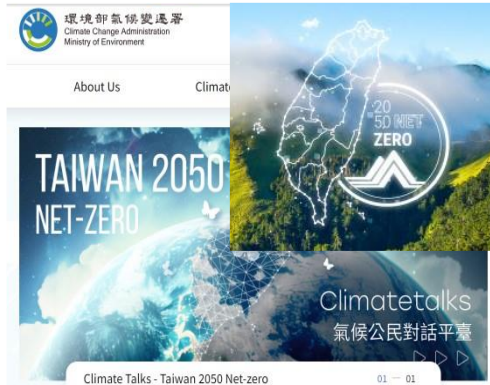 環境部氣候變遷署
Climate Change Administration
Ministry of Environment
About Us
Climat
20
50 NET
ZERO
TAIWAN 2050
NET-ZERO
Climatetalks
氣候公民對話平臺
Climate Talks - Taiwan 2050 Net-zero
01 — 01